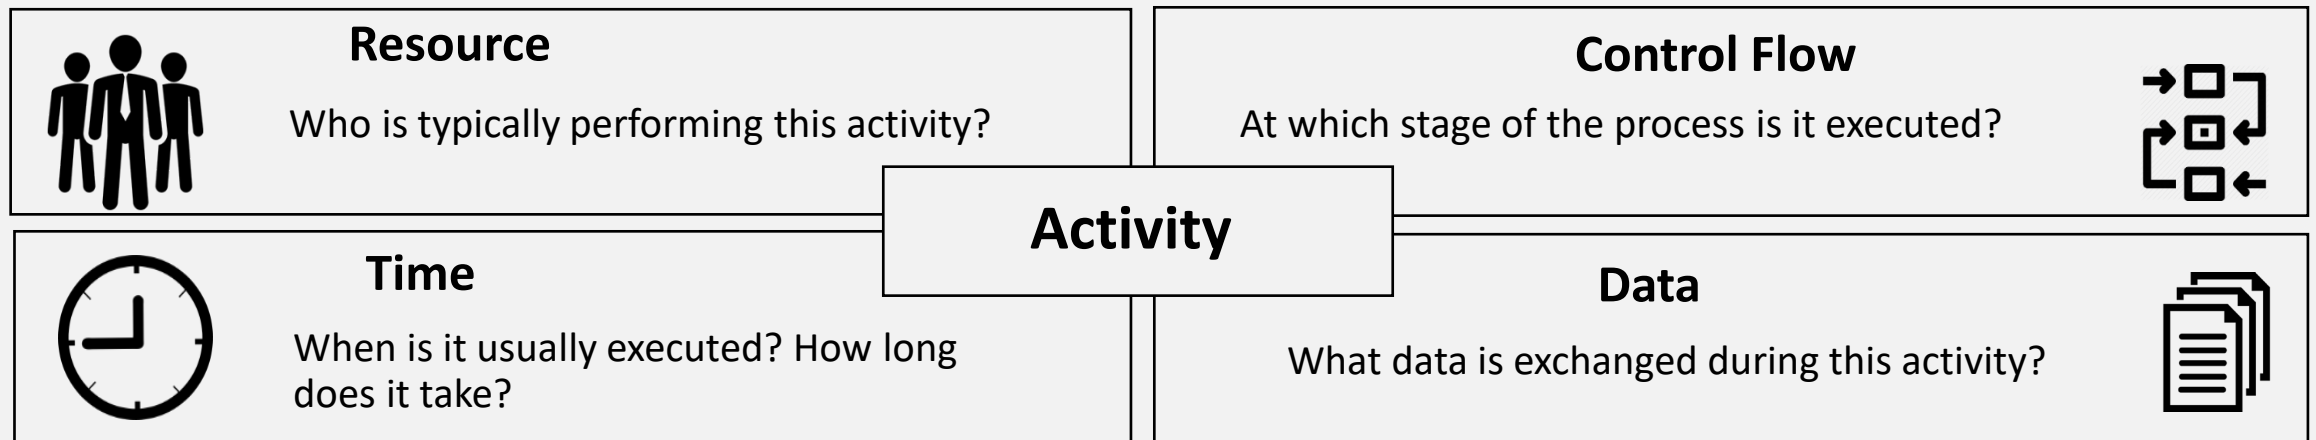 Resource
Who is typically performing this activity?
Control Flow
At which stage of the process is it executed?
Activity
Time
When is it usually executed? How long
does it take?
Data
What data is exchanged during this activity?